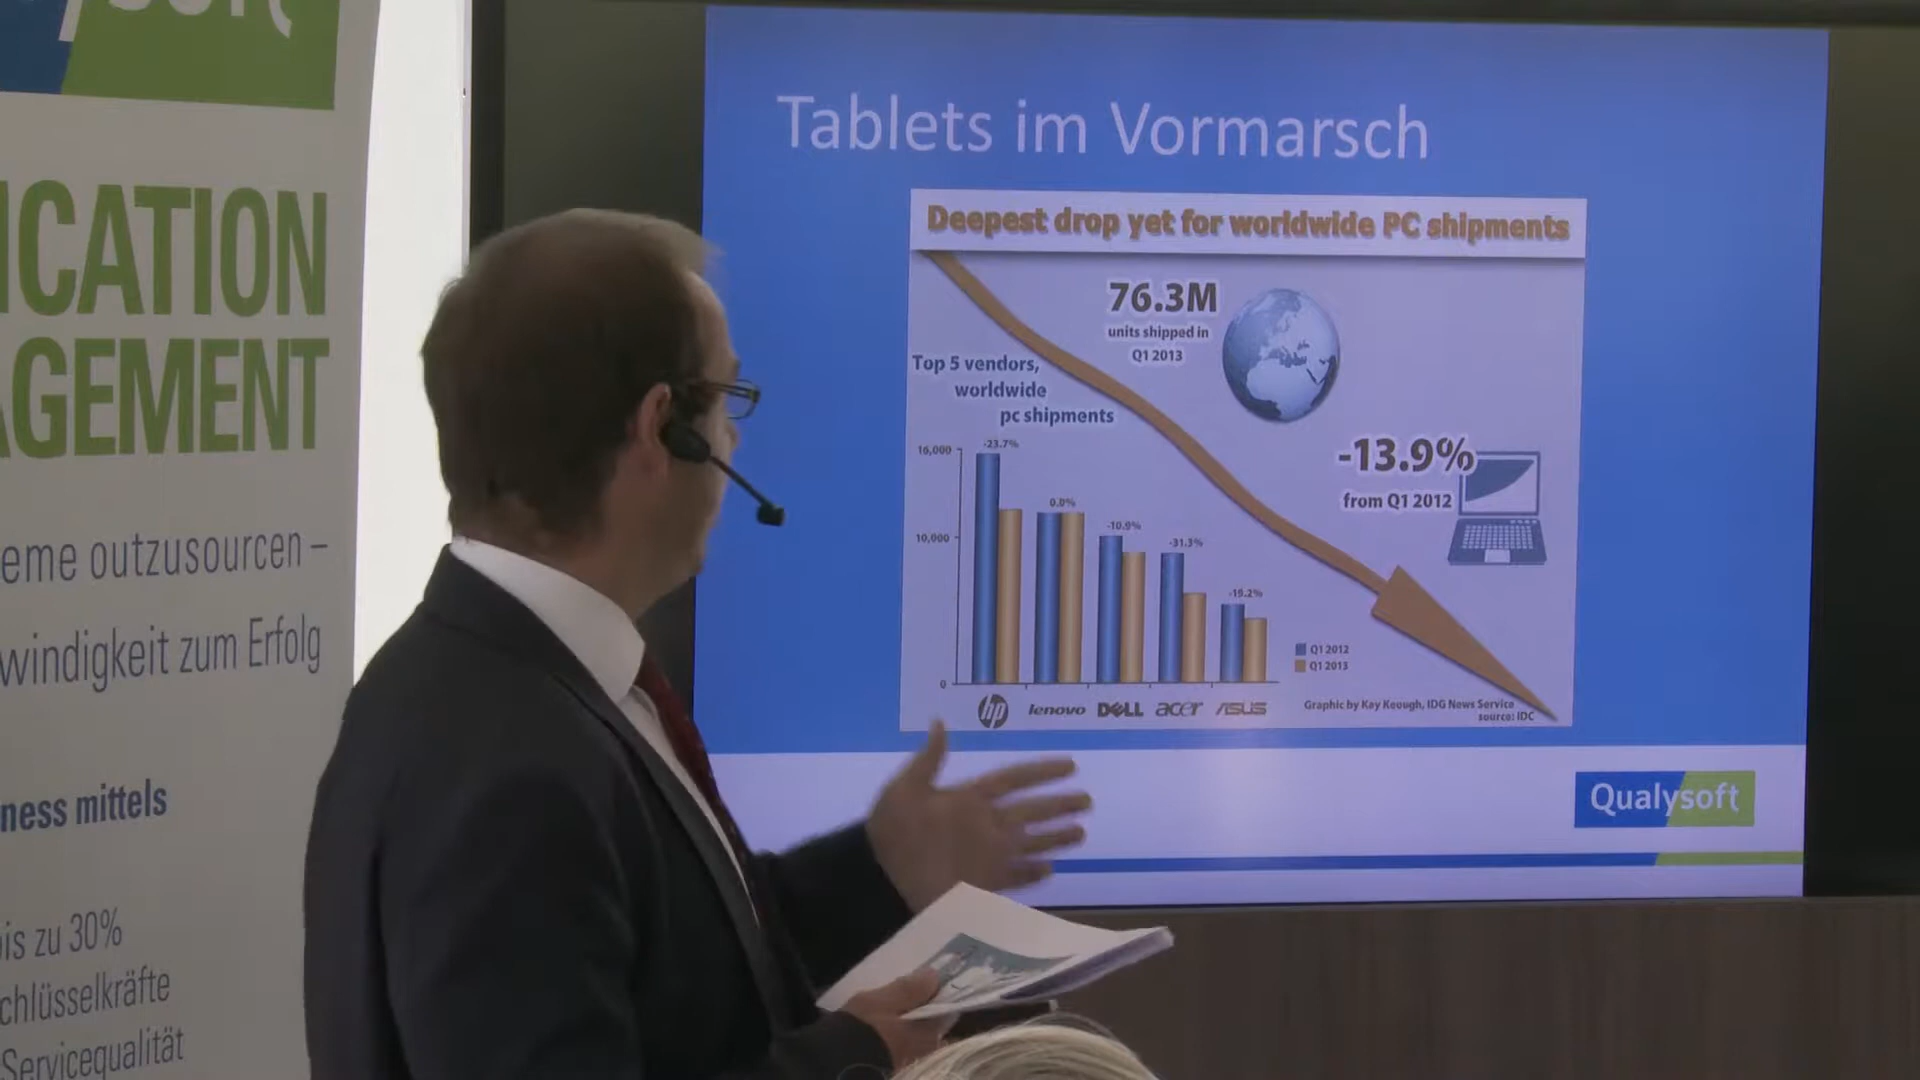 ICATION
AGEMENT
eme outzusourcen –
windigkeit zum Erfolg
ness mittels
bis zu 30%
chlüsselkräfte
Servicequalität
Tablets im Vormarsch
Deepest drop yet for worldwide PC shipments
76.3M
units shipped in
Q1 2013
Top 5 vendors,
worldwide
pc shipments
-13.9%
from Q1 2012
16,000
10,000
0
-23.7%
0.0%
-10.9%
-31.3%
-19.2%
Q1 2012
Q1 2013
hp lenovo DELL acer ASUS
Graphic by Kay Keough, IDG News Service
source: IDC
Qualysoft